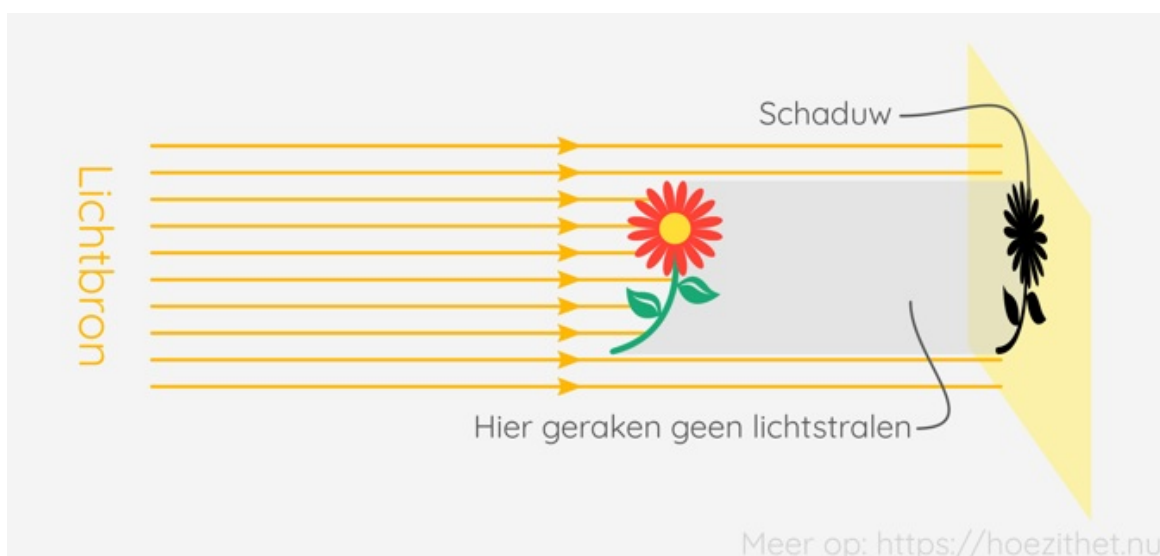 Schaduw
Lichtbron
Hier geraken geen lichtstralen
Meer op: https://hoezithet.nu